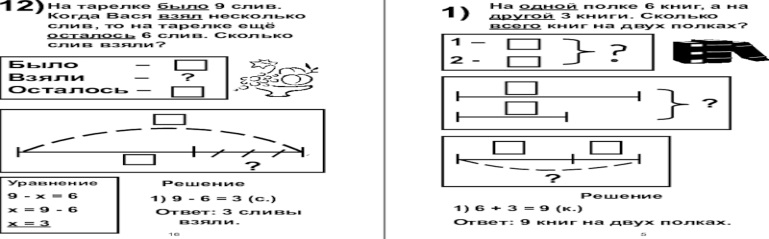 12) На тарелке было 9 слив.
Когда Вася взял несколько
слив, то на тарелке ещё
осталось 6 слив. Сколько
слив взяли?
Было –
Взяли – ?
Осталось –
?
Уравнение
9 - x = 6
x = 9 - 6
x = 3
Решение
1) 9 - 6 = 3 (с.)
Ответ: 3 сливы
взяли.
16
1) На одной полке 6 книг, а на
другой 3 книги. Сколько
всего книг на двух полках?
1 –
2 -
?
?
?
Решение
1) 6 + 3 = 9 (к.)
Ответ: 9 книг на двух полках.
5